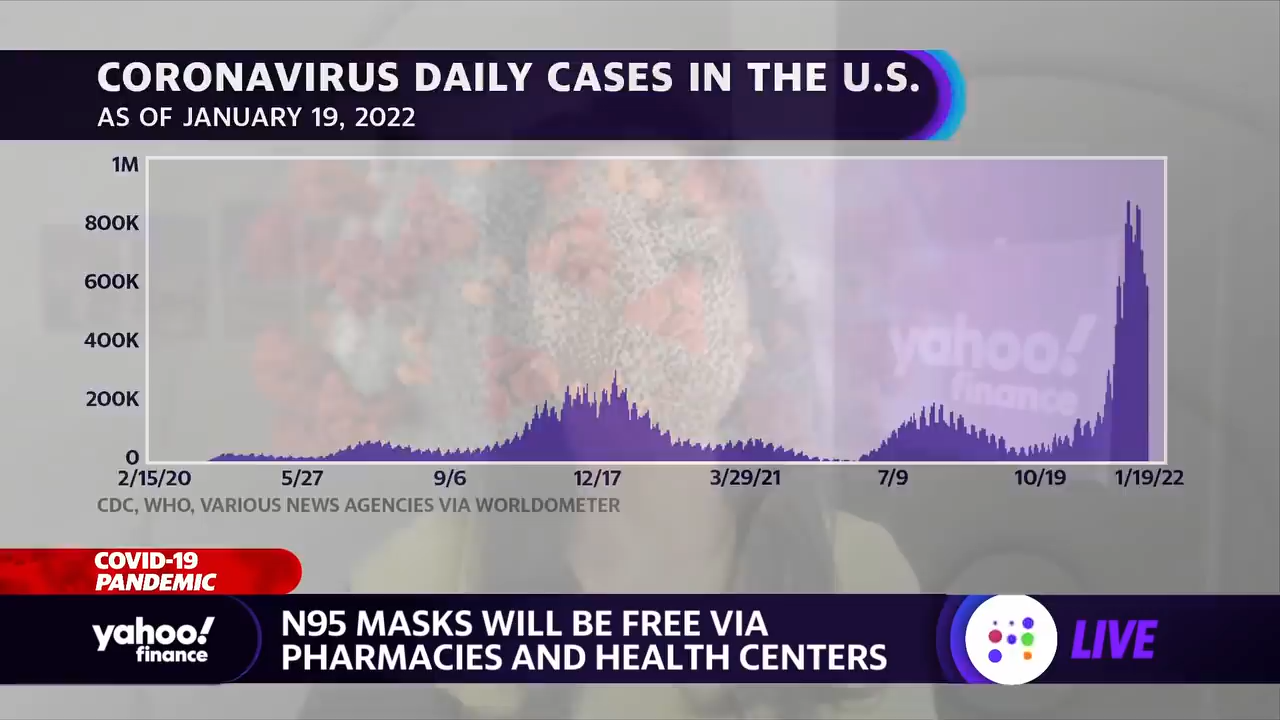 CORONAVIRUS DAILY CASES IN THE U.S.
AS OF JANUARY 19, 2022
1M
800K
600K
400K
200K
0
2/15/20 5/27 9/6 12/17 3/29/21 7/9 10/19 1/19/22
yahoo!
finance
CDC, WHO, VARIOUS NEWS AGENCIES VIA WORLDOMETER
COVID-19
PANDEMIC
yahoo!
finance
N95 MASKS WILL BE FREE VIA
PHARMACIES AND HEALTH CENTERS
LIVE